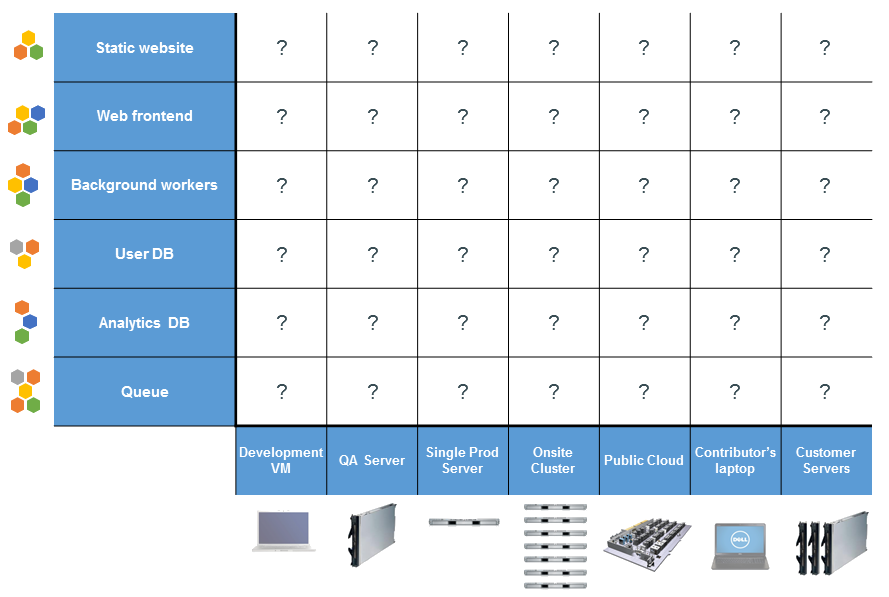 Static website ? ? ? ? ? ? ?
Web frontend ? ? ? ? ? ? ?
Background workers ? ? ? ? ? ? ?
User DB ? ? ? ? ? ? ?
Analytics DB ? ? ? ? ? ? ?
Queue ? ? ? ? ? ? ?
Development
VM
QA Server
Single Prod
Server
Onsite
Cluster
Public Cloud
Contributor's
laptop
Customer
Servers
DELL